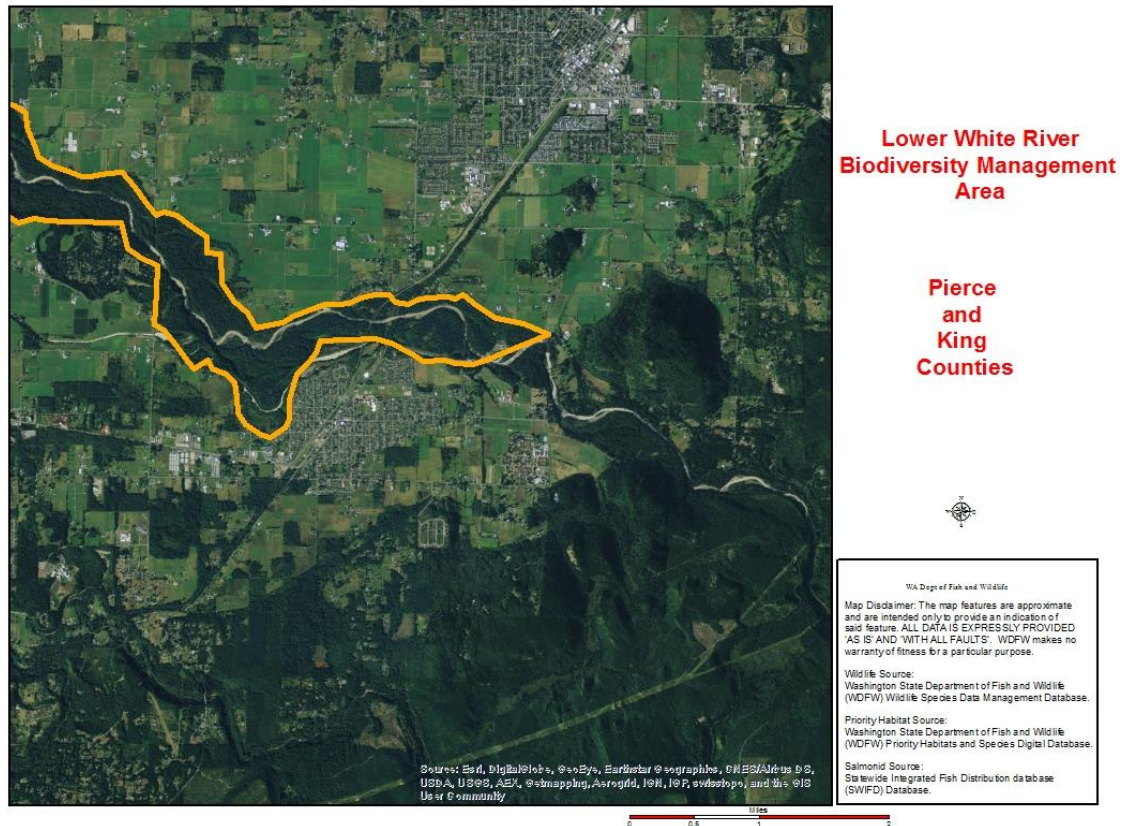 Lower White River
Biodiversity Management
Area
Pierce
and
King
Counties
N
WA Dept of Fish and Wildlife
Map Disclaimer: The map features are approximate
and are intended only to provide an indication of
said feature. ALL DATA IS EXPRESSLY PROVIDED
'AS IS' AND 'WITH ALL FAULTS'. WDFW makes no
warranty of fitness for a particular purpose.
Wildlife Source:
Washington State Department of Fish and Wildlife
(WDFW) Wildlife Species Data Management Database.
Priority Habitat Source:
Washington State Department of Fish and Wildlife
(WDFW) Priority Habitats and Species Digital Database.
Salmonid Source:
Statewide Integrated Fish Distribution database
(SWIFD) Database.
Source: Esri, DigitalGlobe, GeoEye, Earthstar Geographics, CNES/Airbus DS,
USDA, USGS, AEX, Getmapping, Aerogrid, IGN, IGP, swisstopo, and the GIS
User Community
Miles
0 0.5 1 2